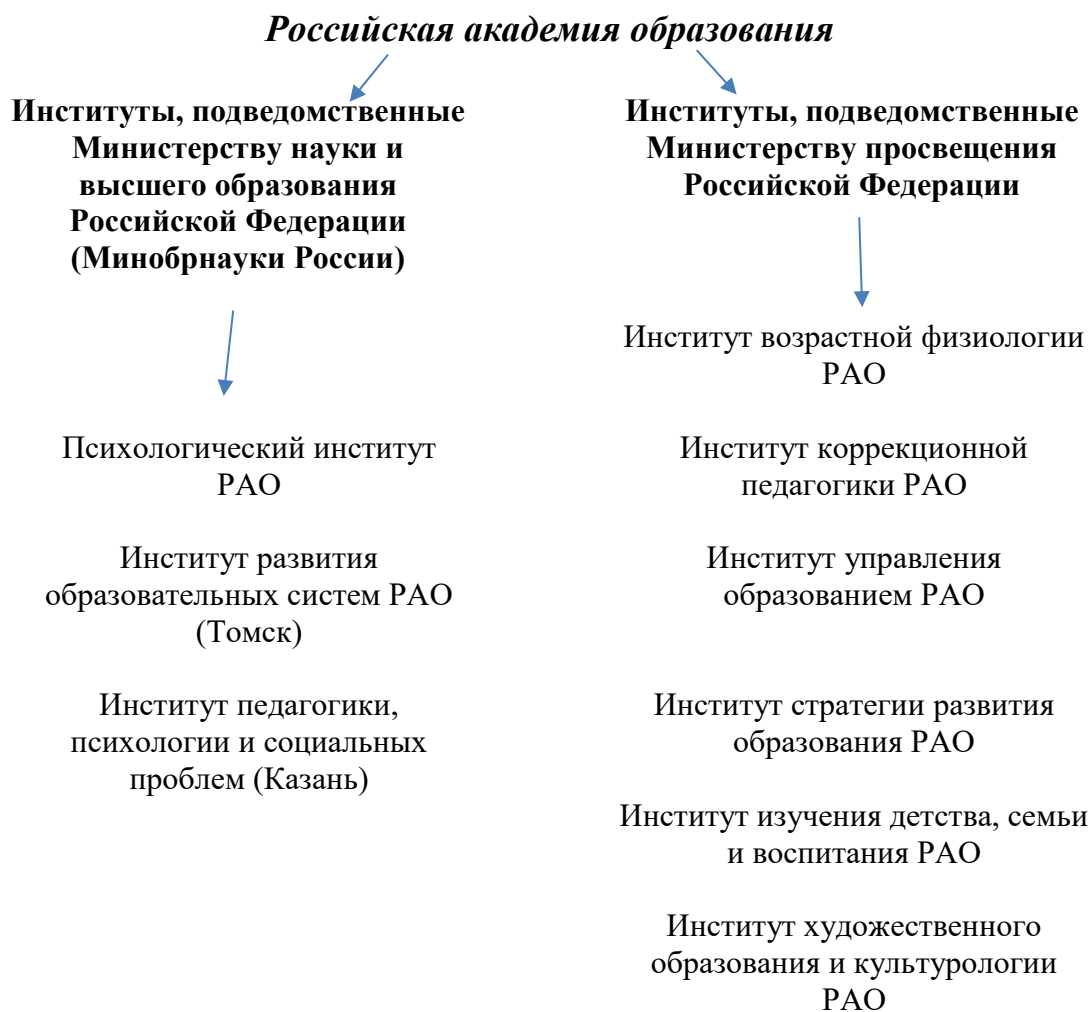 Российская академия образования
Институты, подведомственные
Министерству науки и
высшего образования
Российской Федерации
(Минобрнауки России)
Психологический институт
РАО
Институт развития
образовательных систем РАО
(Томск)
Институт педагогики,
психологии и социальных
проблем (Казань)
Институты, подведомственные
Министерству просвещения
Российской Федерации
Институт возрастной физиологии
РАО
Институт коррекционной
педагогики РАО
Институт управления
образованием РАО
Институт стратегии развития
образования РАО
Институт изучения детства, семьи
и воспитания РАО
Институт художественного
образования и культурологии
РАО